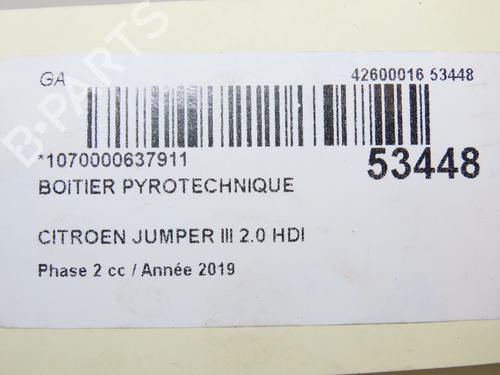 GA
42600016 53448
*1070000637911
53448
BOITIER PYROTECHNIQUE
CITROEN JUMPER III 2.0 HDI
Phase 2 cc / Année 2019
B-PARTS